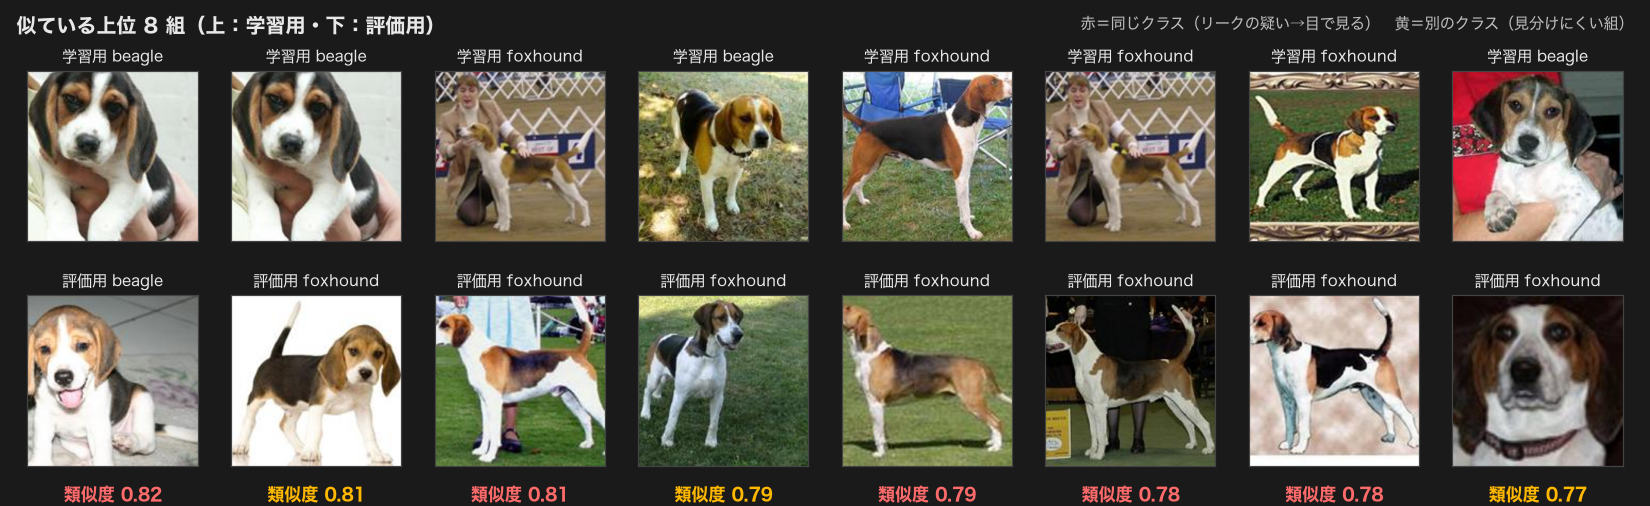 似ている上位 8 組（上：学習用・下：評価用）
赤＝同じクラス（リークの疑い→目で見る）　黄＝別のクラス（見分けにくい組）
学習用 beagle
学習用 beagle
学習用 foxhound
学習用 beagle
学習用 foxhound
学習用 foxhound
学習用 foxhound
学習用 beagle
評価用 beagle
評価用 foxhound
評価用 foxhound
評価用 foxhound
評価用 foxhound
評価用 foxhound
評価用 foxhound
評価用 foxhound
類似度 0.82
類似度 0.81
類似度 0.81
類似度 0.79
類似度 0.79
類似度 0.78
類似度 0.78
類似度 0.77